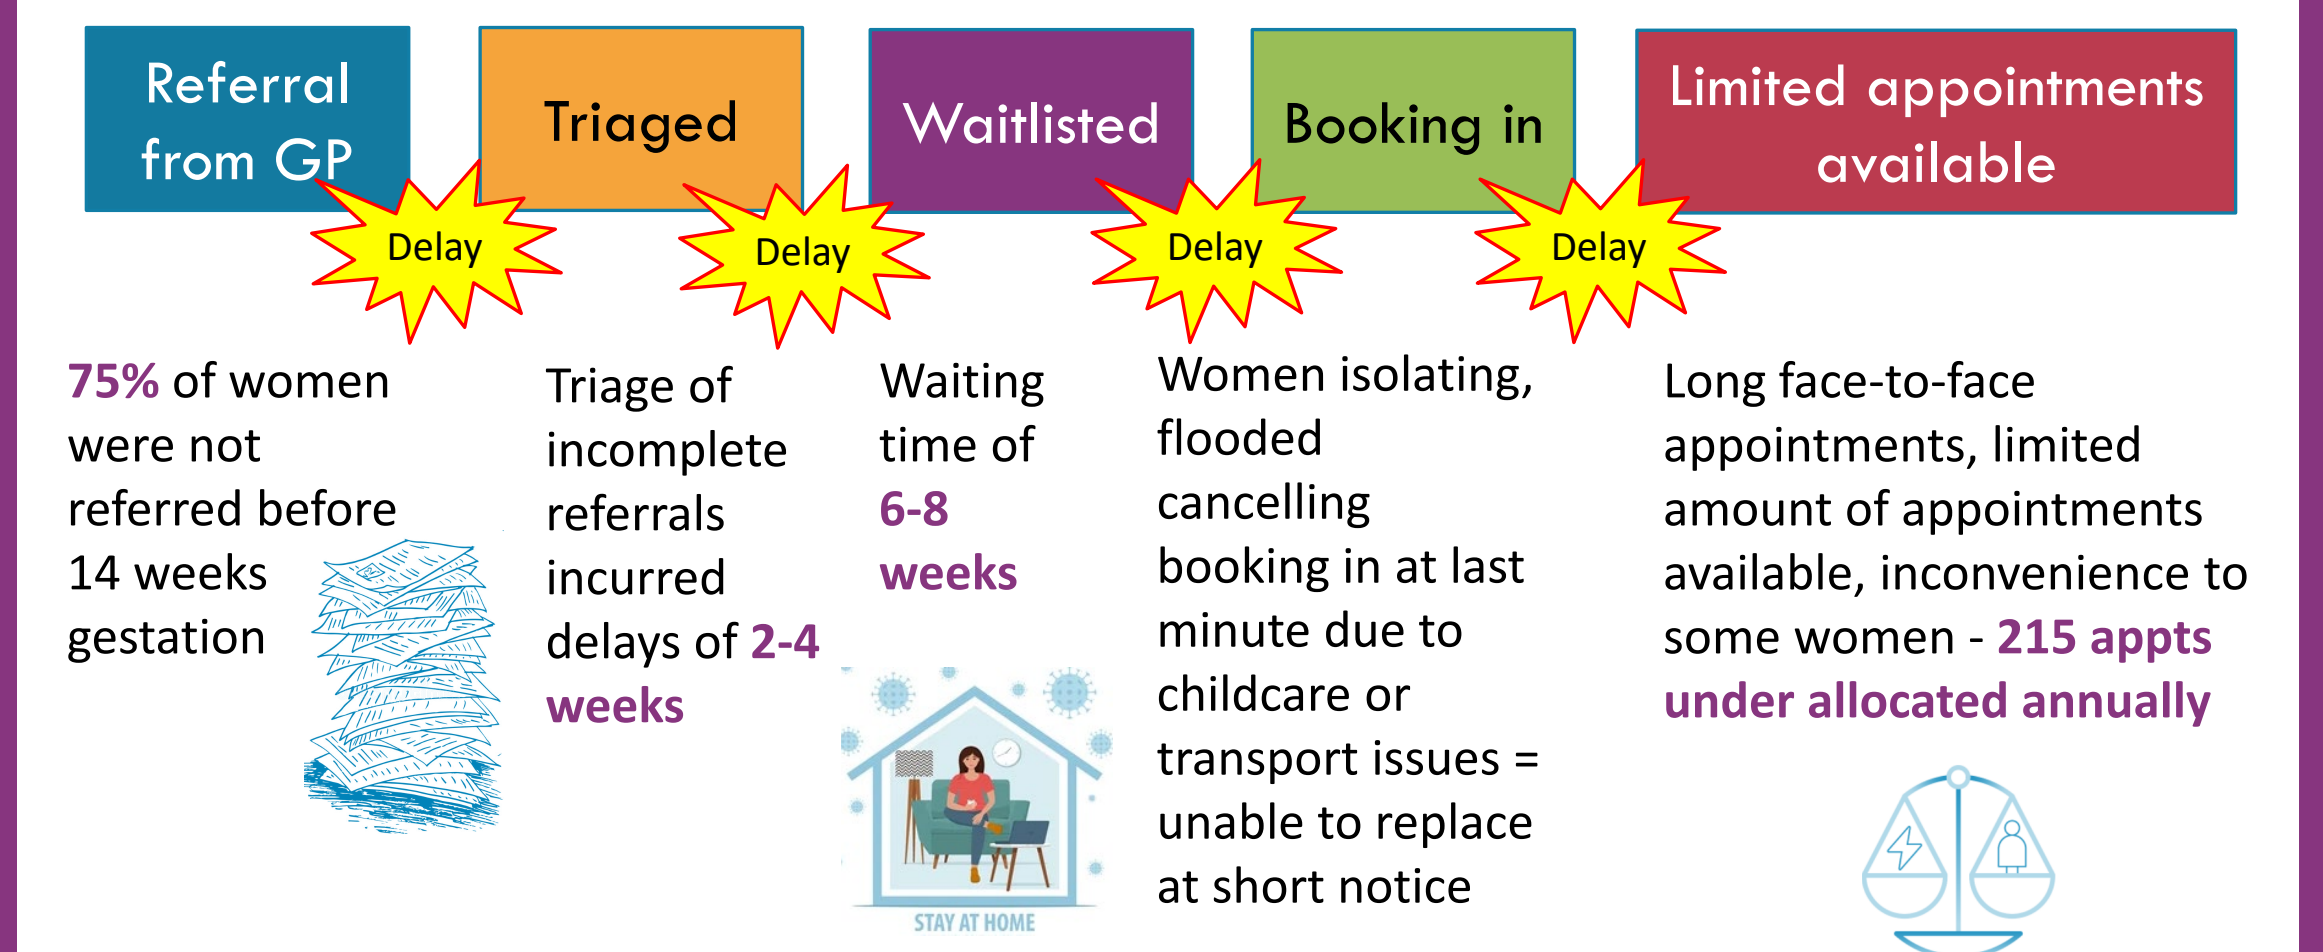 Referral
from GP
Triaged
Waitlisted
Booking in
Limited appointments
available
Delay
Delay
Delay
Delay
75% of women
were not
referred before
14 weeks
gestation
Triage of
incomplete
referrals
incurred
delays of 2-4
weeks
Waiting
time of
6-8
weeks
STAY AT HOME
Women isolating,
flooded
cancelling
booking in at last
minute due to
childcare or
transport issues =
unable to replace
at short notice
Long face-to-face
appointments, limited
amount of appointments
available, inconvenience to
some women - 215 appts
under allocated annually